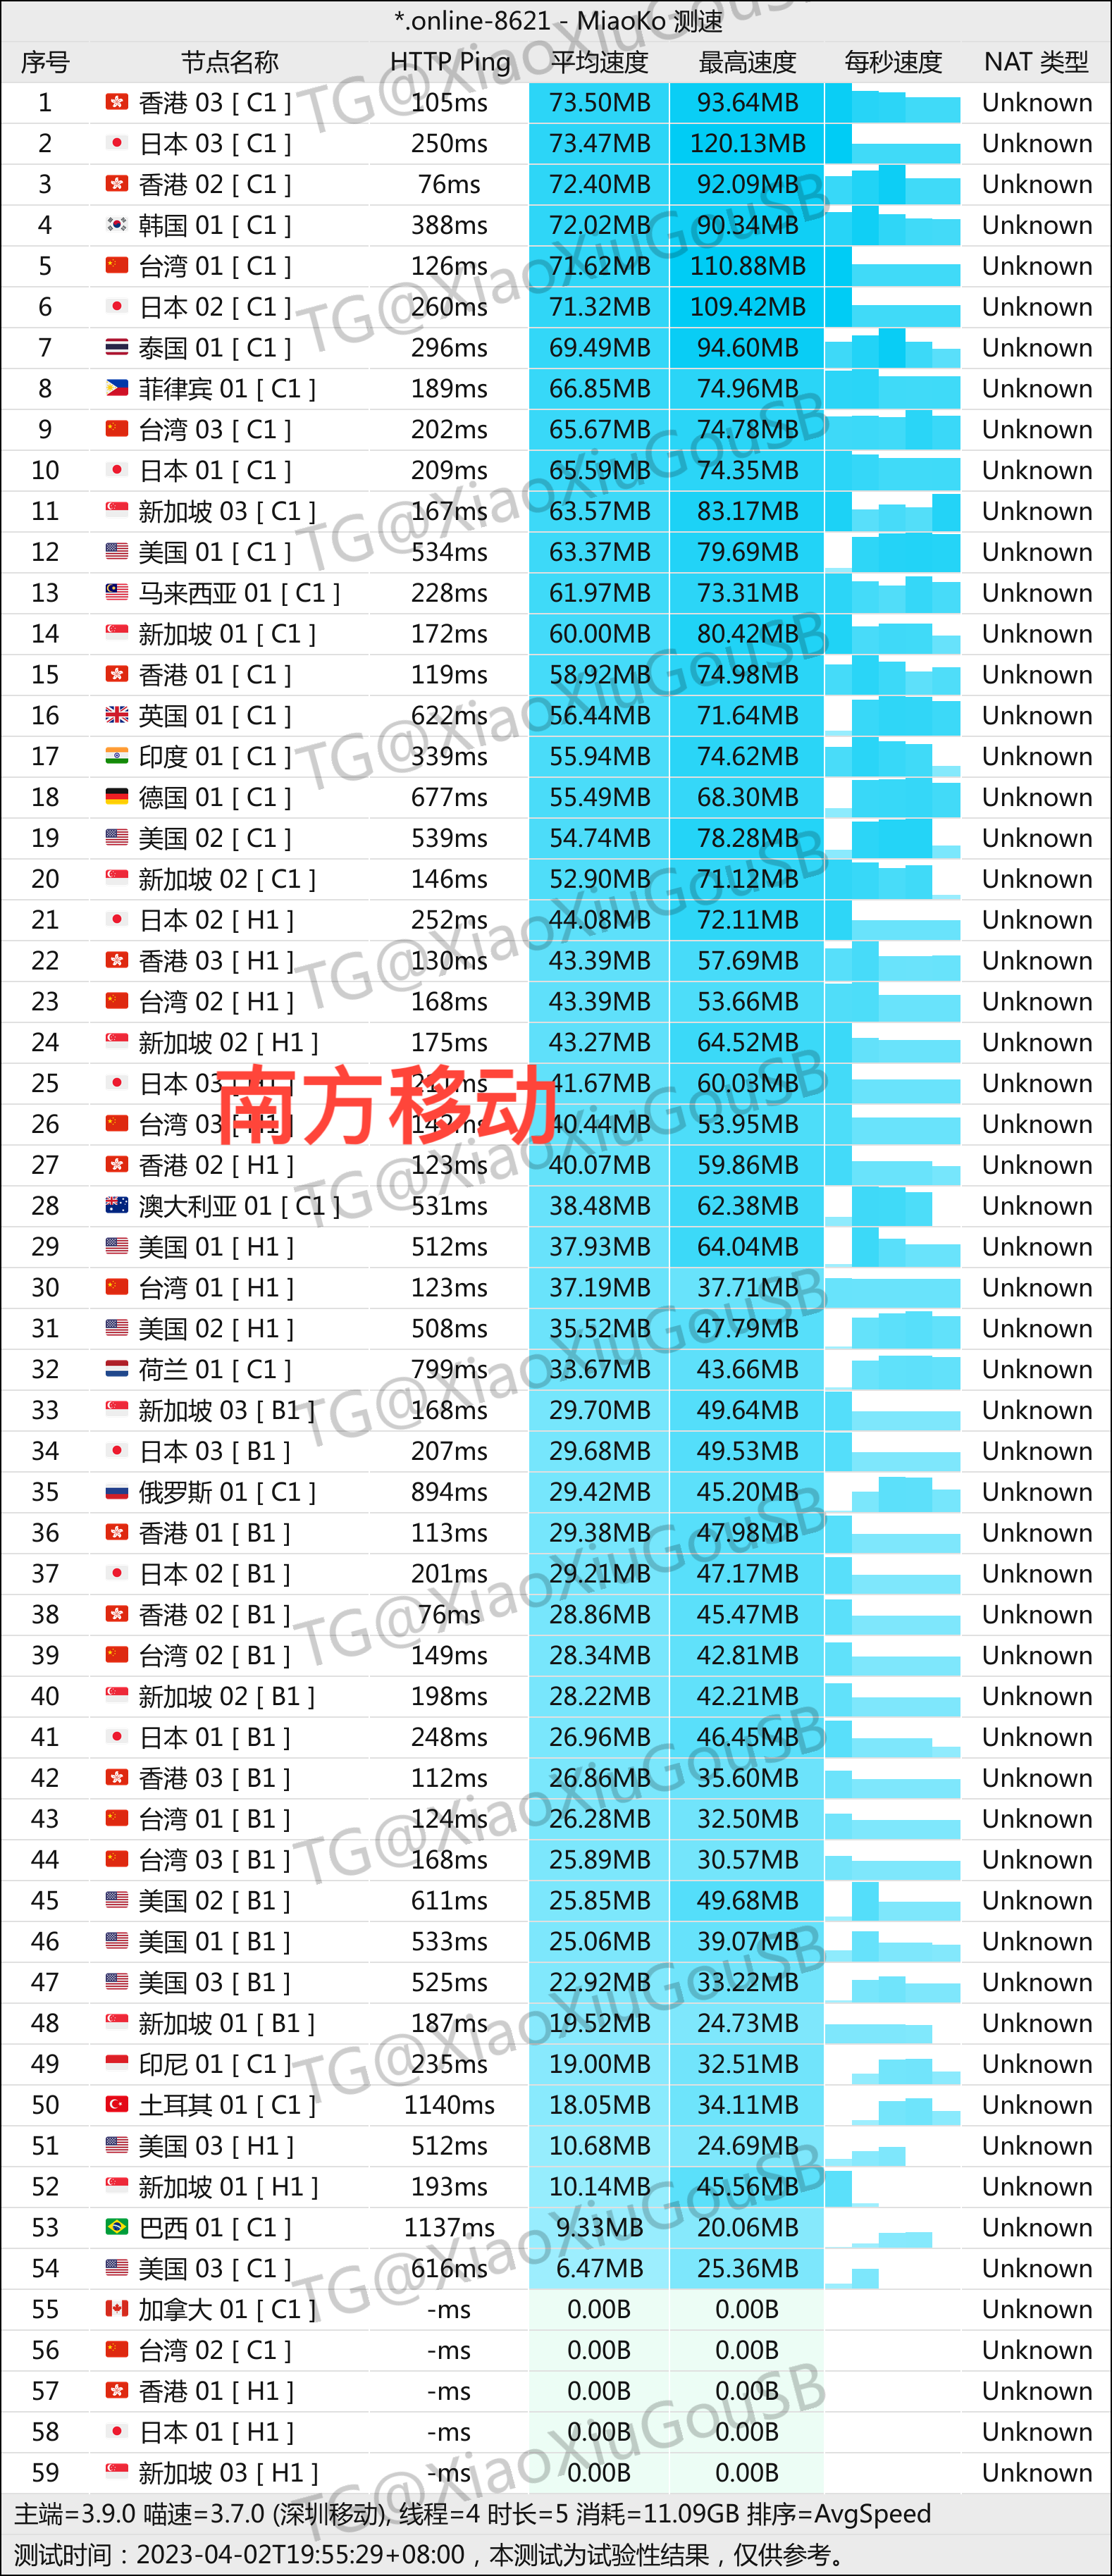 *.online-8621 - MiaoKo 测速
序号 节点名称 HTTP Ping 平均速度 最高速度 每秒速度 NAT 类型
1 香港 03 [ C1 ] 105ms 73.50MB 93.64MB Unknown
2 日本 03 [ C1 ] 250ms 73.47MB 120.13MB Unknown
3 香港 02 [ C1 ] 76ms 72.40MB 92.09MB Unknown
4 韩国 01 [ C1 ] 388ms 72.02MB 90.34MB Unknown
5 台湾 01 [ C1 ] 126ms 71.62MB 110.88MB Unknown
6 日本 02 [ C1 ] 260ms 71.32MB 109.42MB Unknown
7 泰国 01 [ C1 ] 296ms 69.49MB 94.60MB Unknown
8 菲律宾 01 [ C1 ] 189ms 66.85MB 74.96MB Unknown
9 台湾 03 [ C1 ] 202ms 65.67MB 74.78MB Unknown
10 日本 01 [ C1 ] 209ms 65.59MB 74.35MB Unknown
11 新加坡 03 [ C1 ] 167ms 63.57MB 83.17MB Unknown
12 美国 01 [ C1 ] 534ms 63.37MB 79.69MB Unknown
13 马来西亚 01 [ C1 ] 228ms 61.97MB 73.31MB Unknown
14 新加坡 01 [ C1 ] 172ms 60.00MB 80.42MB Unknown
15 香港 01 [ C1 ] 119ms 58.92MB 74.98MB Unknown
16 英国 01 [ C1 ] 622ms 56.44MB 71.64MB Unknown
17 印度 01 [ C1 ] 339ms 55.94MB 74.62MB Unknown
18 德国 01 [ C1 ] 677ms 55.49MB 68.30MB Unknown
19 美国 02 [ C1 ] 539ms 54.74MB 78.28MB Unknown
20 新加坡 02 [ C1 ] 146ms 52.90MB 71.12MB Unknown
21 日本 02 [ H1 ] 252ms 44.08MB 72.11MB Unknown
22 香港 03 [ H1 ] 130ms 43.39MB 57.69MB Unknown
23 台湾 02 [ H1 ] 168ms 43.39MB 53.66MB Unknown
24 新加坡 02 [ H1 ] 175ms 43.27MB 64.52MB Unknown
25 日本 03 [ H1 ] 211ms 41.67MB 60.03MB Unknown
南方移动
26 台湾 03 [ H1 ] 142ms 40.44MB 53.95MB Unknown
27 香港 02 [ H1 ] 123ms 40.07MB 59.86MB Unknown
28 澳大利亚 01 [ C1 ] 531ms 38.48MB 62.38MB Unknown
29 美国 01 [ H1 ] 512ms 37.93MB 64.04MB Unknown
30 台湾 01 [ H1 ] 123ms 37.19MB 37.71MB Unknown
31 美国 02 [ H1 ] 508ms 35.52MB 47.79MB Unknown
32 荷兰 01 [ C1 ] 799ms 33.67MB 43.66MB Unknown
33 新加坡 03 [ B1 ] 168ms 29.70MB 49.64MB Unknown
34 日本 03 [ B1 ] 207ms 29.68MB 49.53MB Unknown
35 俄罗斯 01 [ C1 ] 894ms 29.42MB 45.20MB Unknown
36 香港 01 [ B1 ] 113ms 29.38MB 47.98MB Unknown
37 日本 02 [ B1 ] 201ms 29.21MB 47.17MB Unknown
38 香港 02 [ B1 ] 76ms 28.86MB 45.47MB Unknown
39 台湾 02 [ B1 ] 149ms 28.34MB 42.81MB Unknown
40 新加坡 02 [ B1 ] 198ms 28.22MB 42.21MB Unknown
41 日本 01 [ B1 ] 248ms 26.96MB 46.45MB Unknown
42 香港 03 [ B1 ] 112ms 26.86MB 35.60MB Unknown
43 台湾 01 [ B1 ] 124ms 26.28MB 32.50MB Unknown
44 台湾 03 [ B1 ] 168ms 25.89MB 30.57MB Unknown
45 美国 02 [ B1 ] 611ms 25.85MB 49.68MB Unknown
46 美国 01 [ B1 ] 533ms 25.06MB 39.07MB Unknown
47 美国 03 [ B1 ] 525ms 22.92MB 33.22MB Unknown
48 新加坡 01 [ B1 ] 187ms 19.52MB 24.73MB Unknown
49 印尼 01 [ C1 ] 235ms 19.00MB 32.51MB Unknown
50 土耳其 01 [ C1 ] 1140ms 18.05MB 34.11MB Unknown
51 美国 03 [ H1 ] 512ms 10.68MB 24.69MB Unknown
52 新加坡 01 [ H1 ] 193ms 10.14MB 45.56MB Unknown
53 巴西 01 [ C1 ] 1137ms 9.33MB 20.06MB Unknown
54 美国 03 [ C1 ] 616ms 6.47MB 25.36MB Unknown
55 加拿大 01 [ C1 ] -ms 0.00B 0.00B Unknown
56 台湾 02 [ C1 ] -ms 0.00B 0.00B Unknown
57 香港 01 [ H1 ] -ms 0.00B 0.00B Unknown
58 日本 01 [ H1 ] -ms 0.00B 0.00B Unknown
59 新加坡 03 [ H1 ] -ms 0.00B 0.00B Unknown
主端=3.9.0 喵速=3.7.0 (深圳移动), 线程=4 时长=5 消耗=11.09GB 排序=AvgSpeed
测试时间：2023-04-02T19:55:29+08:00，本测试为试验性结果，仅供参考。
TG@XiaoXiuGouSB
TG@XiaoXiuGouSB
TG@XiaoXiuGouSB
TG@XiaoXiuGouSB
TG@XiaoXiuGouSB
TG@XiaoXiuGouSB
TG@XiaoXiuGouSB
TG@XiaoXiuGouSB
TG@XiaoXiuGouSB
TG@XiaoXiuGouSB
TG@XiaoXiuGouSB
TG@XiaoXiuGouSB